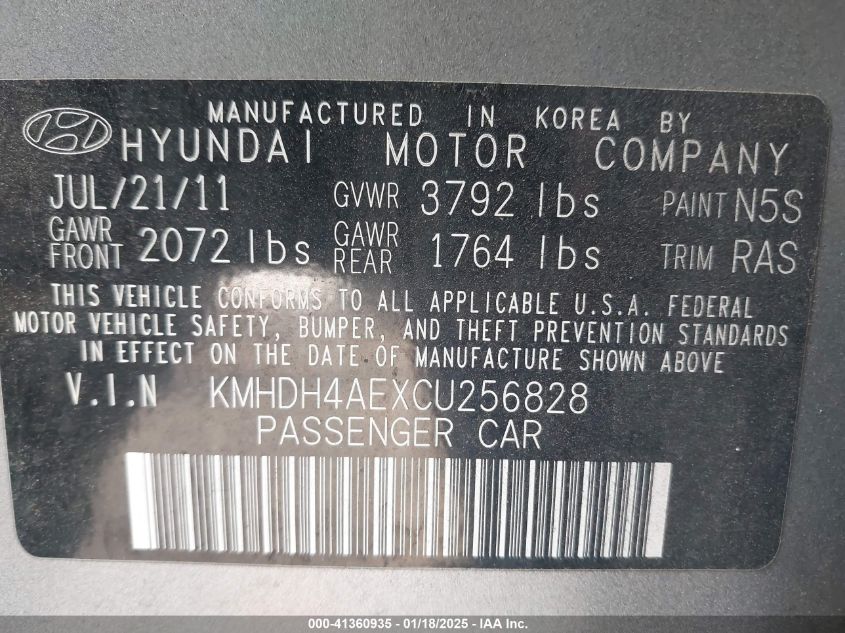 MANUFACTURED IN KOREA BY
HYUNDAI MOTOR COMPANY
JUL/21/11 GVWR 3792 lbs PAINT N5S
GAWR FRONT 2072 lbs GAWR REAR 1764 lbs TRIM RAS
THIS VEHICLE CONFORMS TO ALL APPLICABLE U.S.A. FEDERAL
MOTOR VEHICLE SAFETY, BUMPER, AND THEFT PREVENTION STANDARDS
IN EFFECT ON THE DATE OF MANUFACTURE SHOWN ABOVE
V.I.N KMHDH4AEXCU256828
PASSENGER CAR
000-41360935 - 01/18/2025 - IAA Inc.